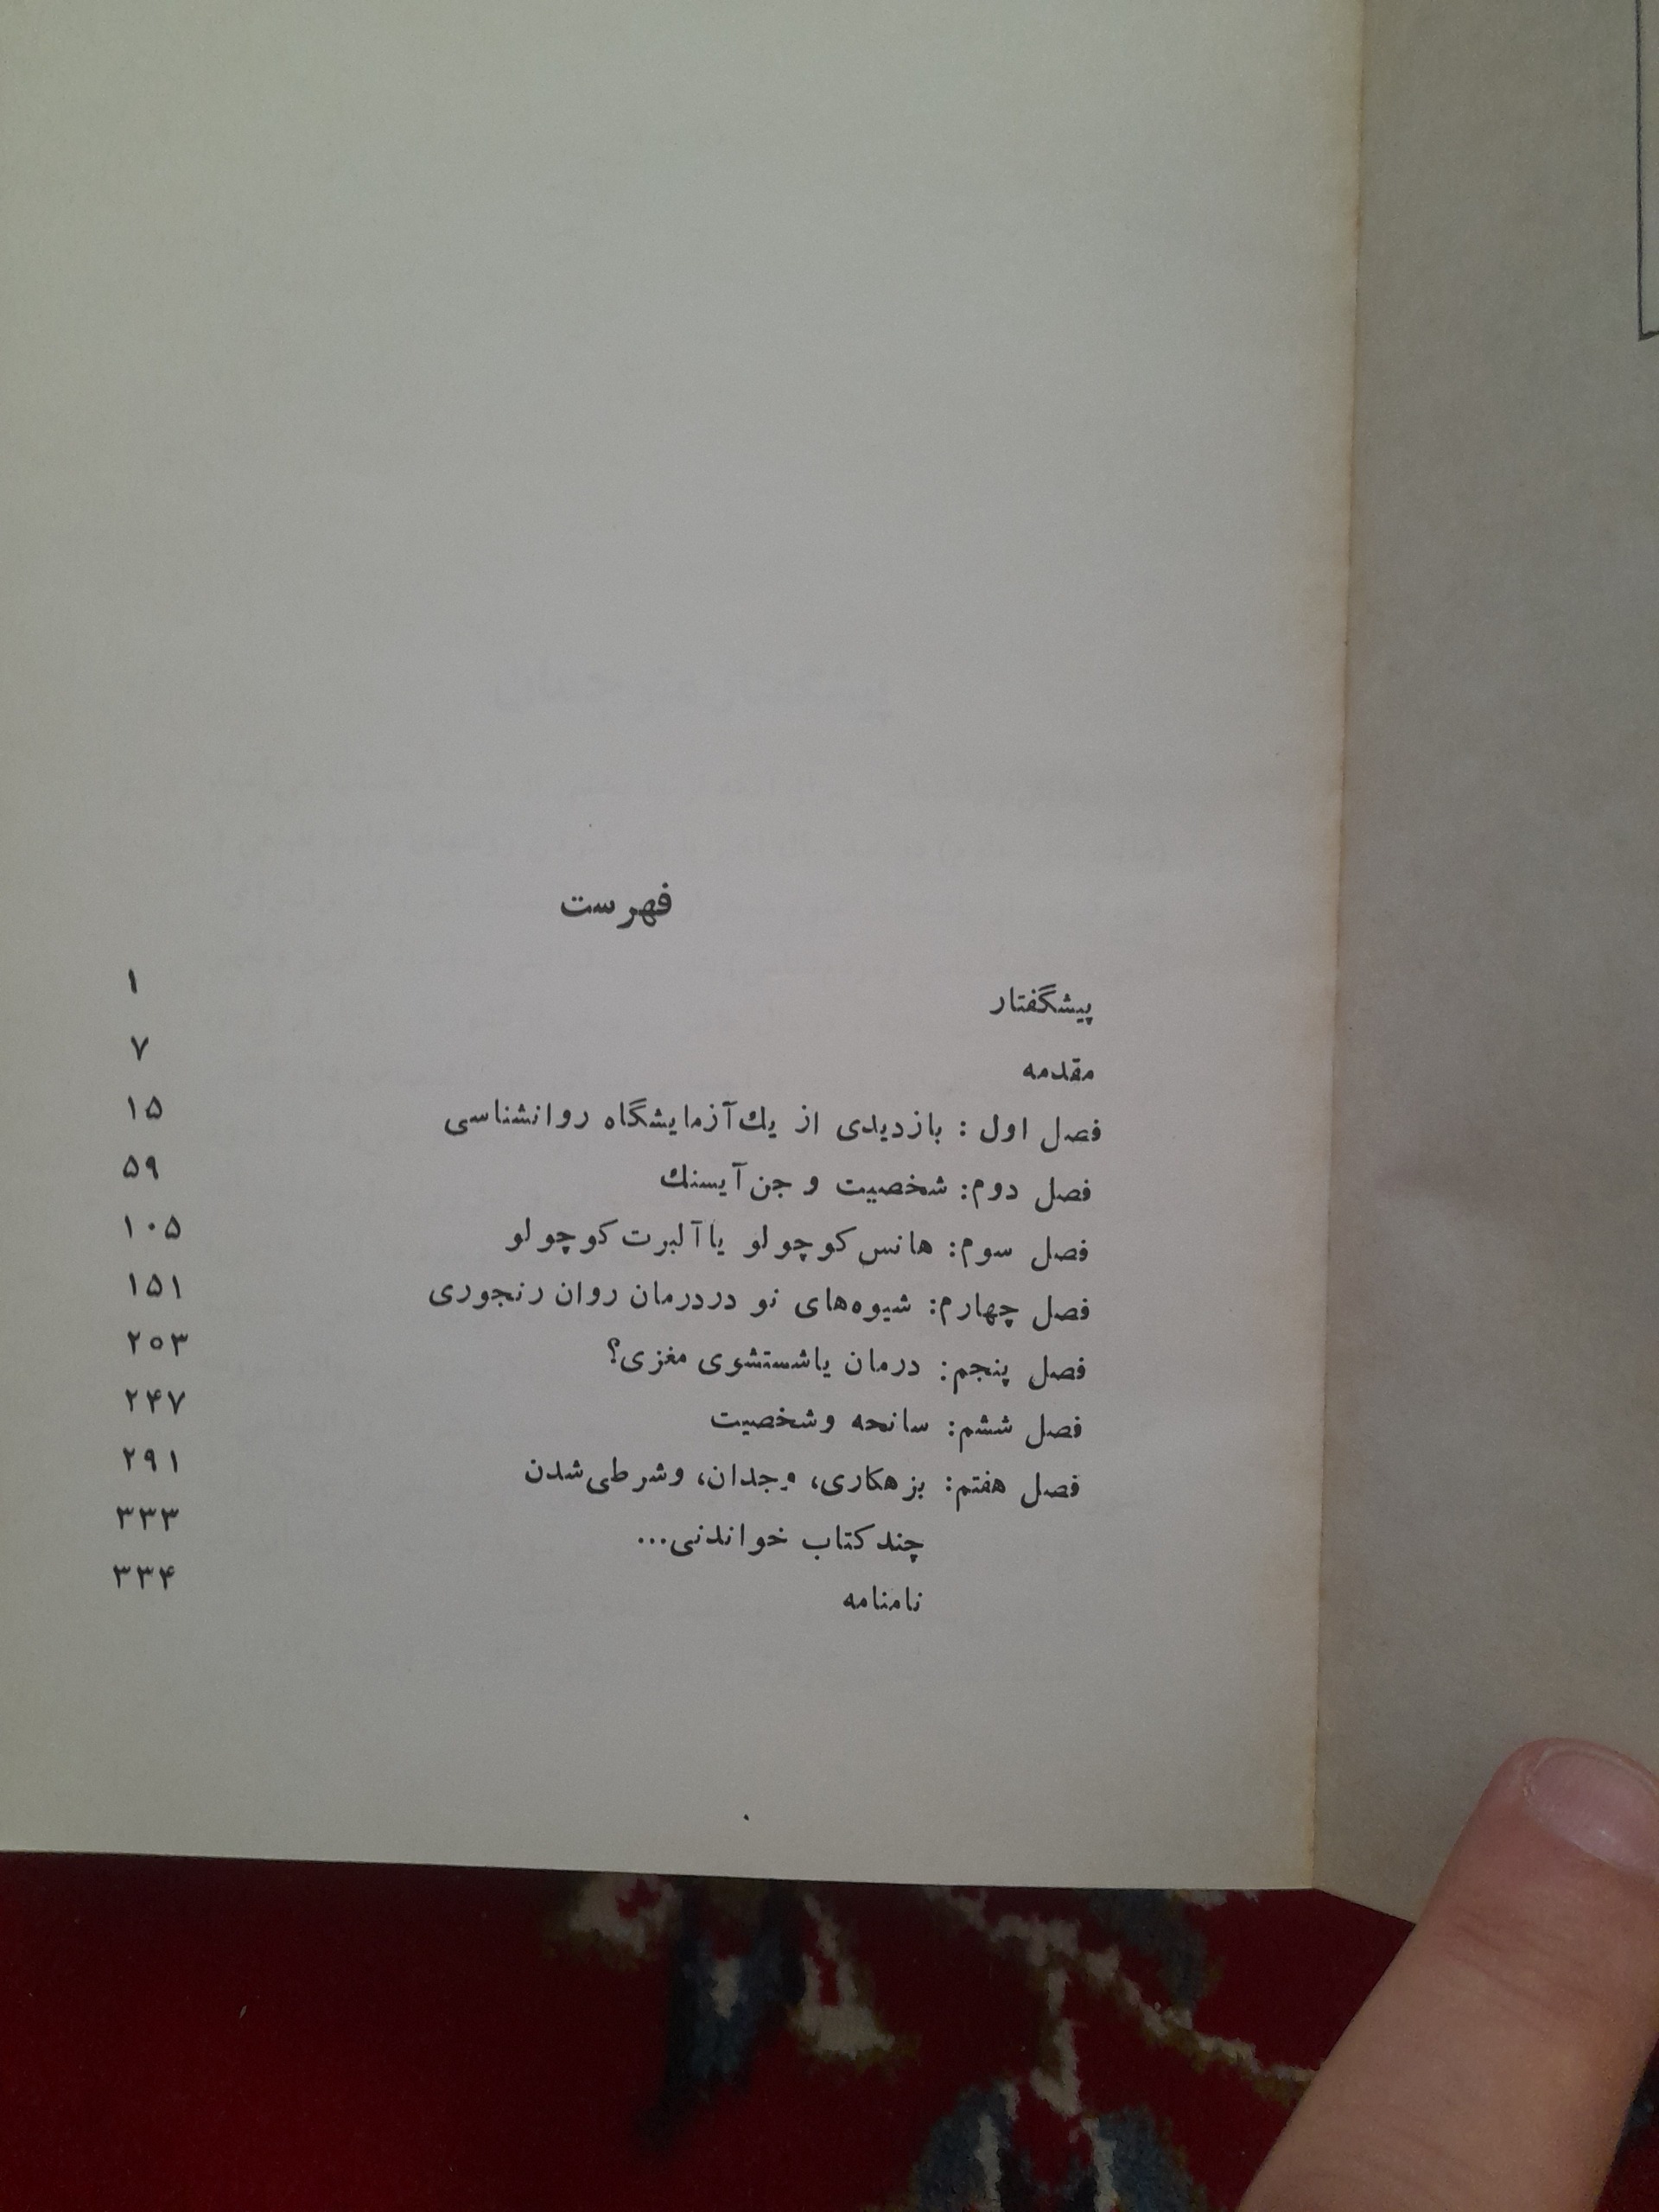 فهرست
پیشگفتار ۱
مقدمه ۷
فصل اول : بازدیدی از یك آزمایشگاه روانشناسی ۱۵
فصل دوم: شخصیت و جن آیسنك ۵۹
فصل سوم: هانس کوچولو یا آلبرت کوچولو ۱۰۵
فصل چهارم: شیوه‌های نو در درمان روان رنجوری ۱۵۱
فصل پنجم: درمان یا شستشوی مغزی؟ ۲۵۳
فصل ششم: سانحه و شخصیت ۲۴۷
فصل هفتم: بزهکاری، وجدان، و شرطی شدن ۲۹۱
چند کتاب خواندنی... ۳۳۳
نامنامه ۳۳۴